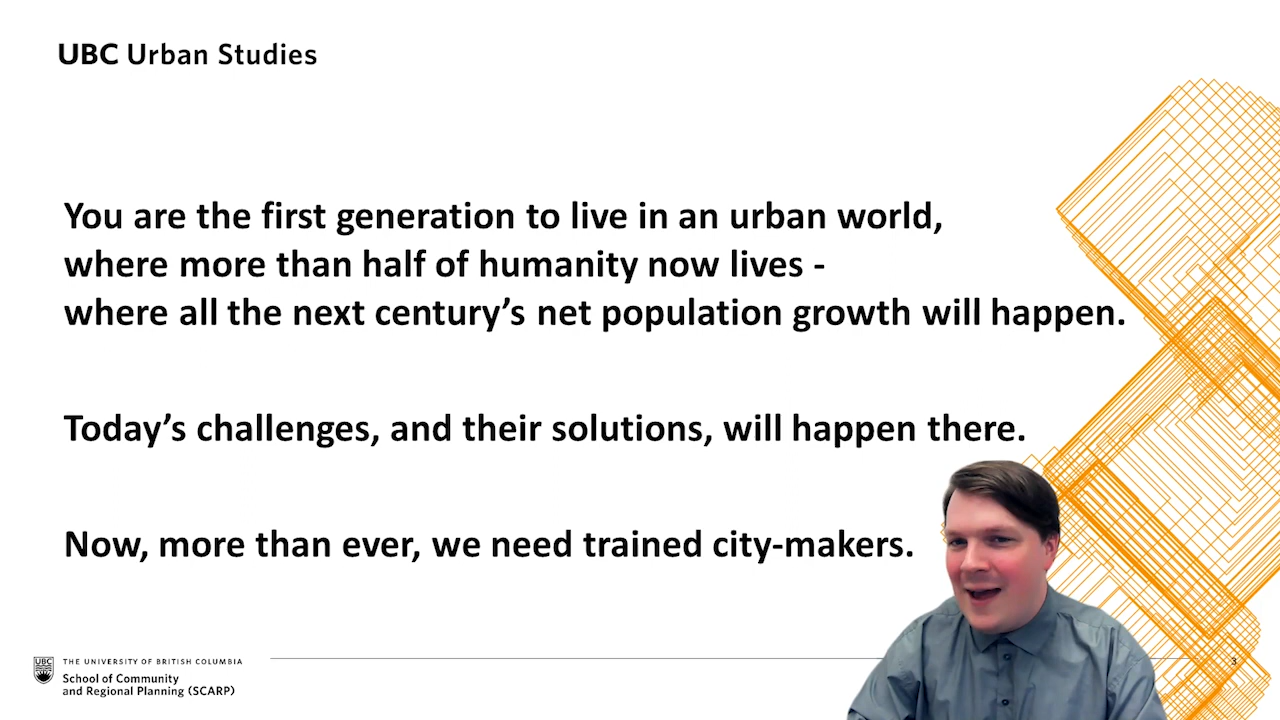 UBC Urban Studies
You are the first generation to live in an urban world,
where more than half of humanity now lives -
where all the next century’s net population growth will happen.
Today’s challenges, and their solutions, will happen there.
Now, more than ever, we need trained city-makers.
UBC
THE UNIVERSITY OF BRITISH COLUMBIA
School of Community
and Regional Planning (SCARP)
3